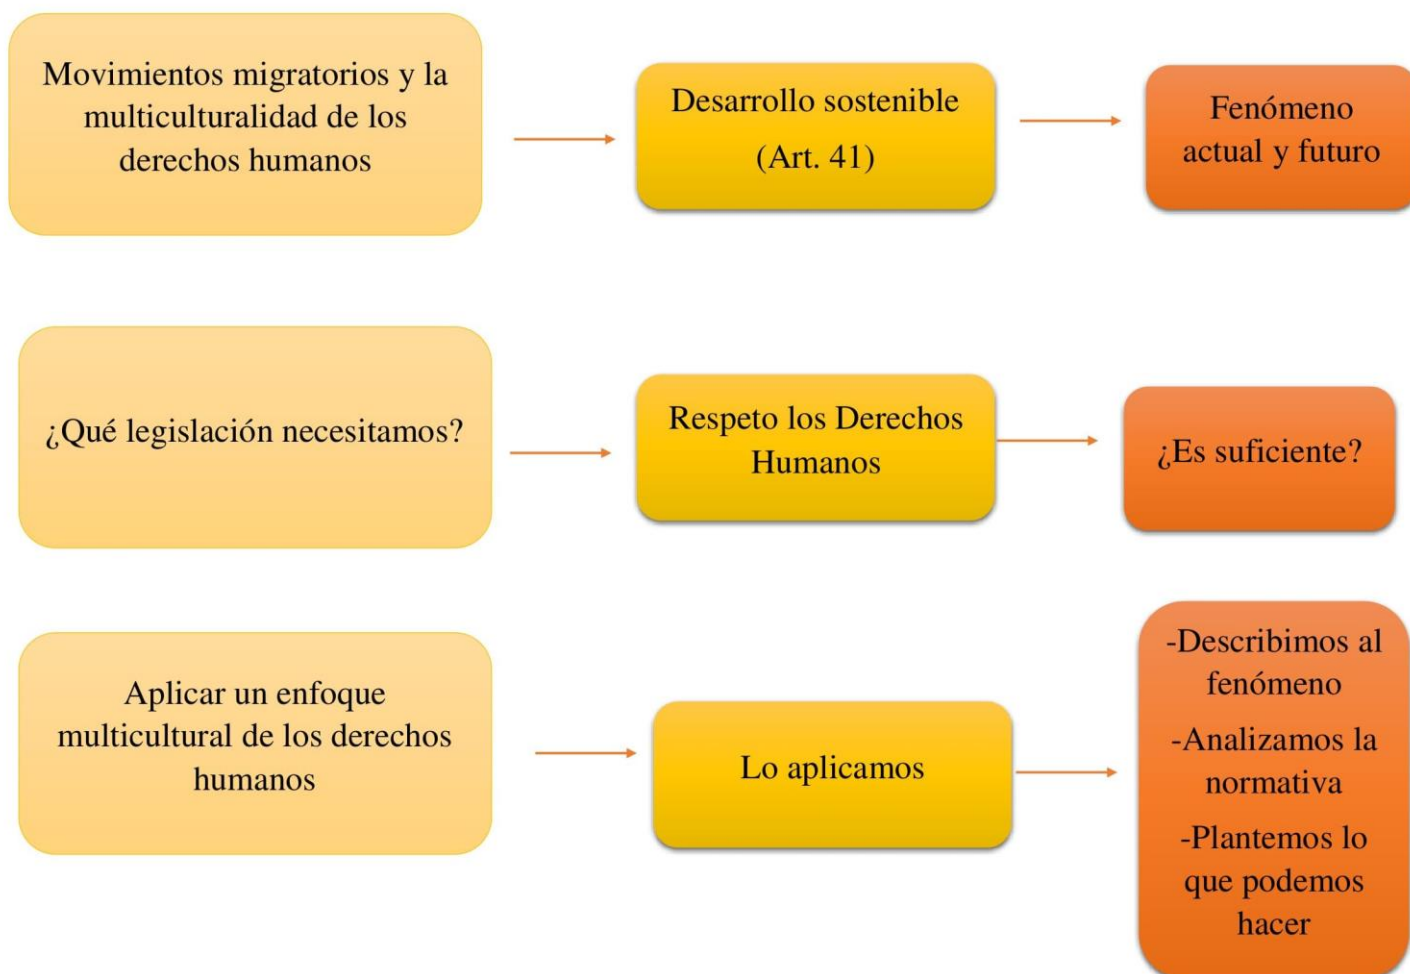 Movimientos migratorios y la
multiculturalidad de los
derechos humanos
Desarrollo sostenible
(Art. 41)
Fenómeno
actual y futuro
¿Qué legislación necesitamos?
Respeto los Derechos
Humanos
¿Es suficiente?
Aplicar un enfoque
multicultural de los derechos
humanos
Lo aplicamos
-Describimos al
fenómeno
-Analizamos la
normativa
-Plantemos lo
que podemos
hacer